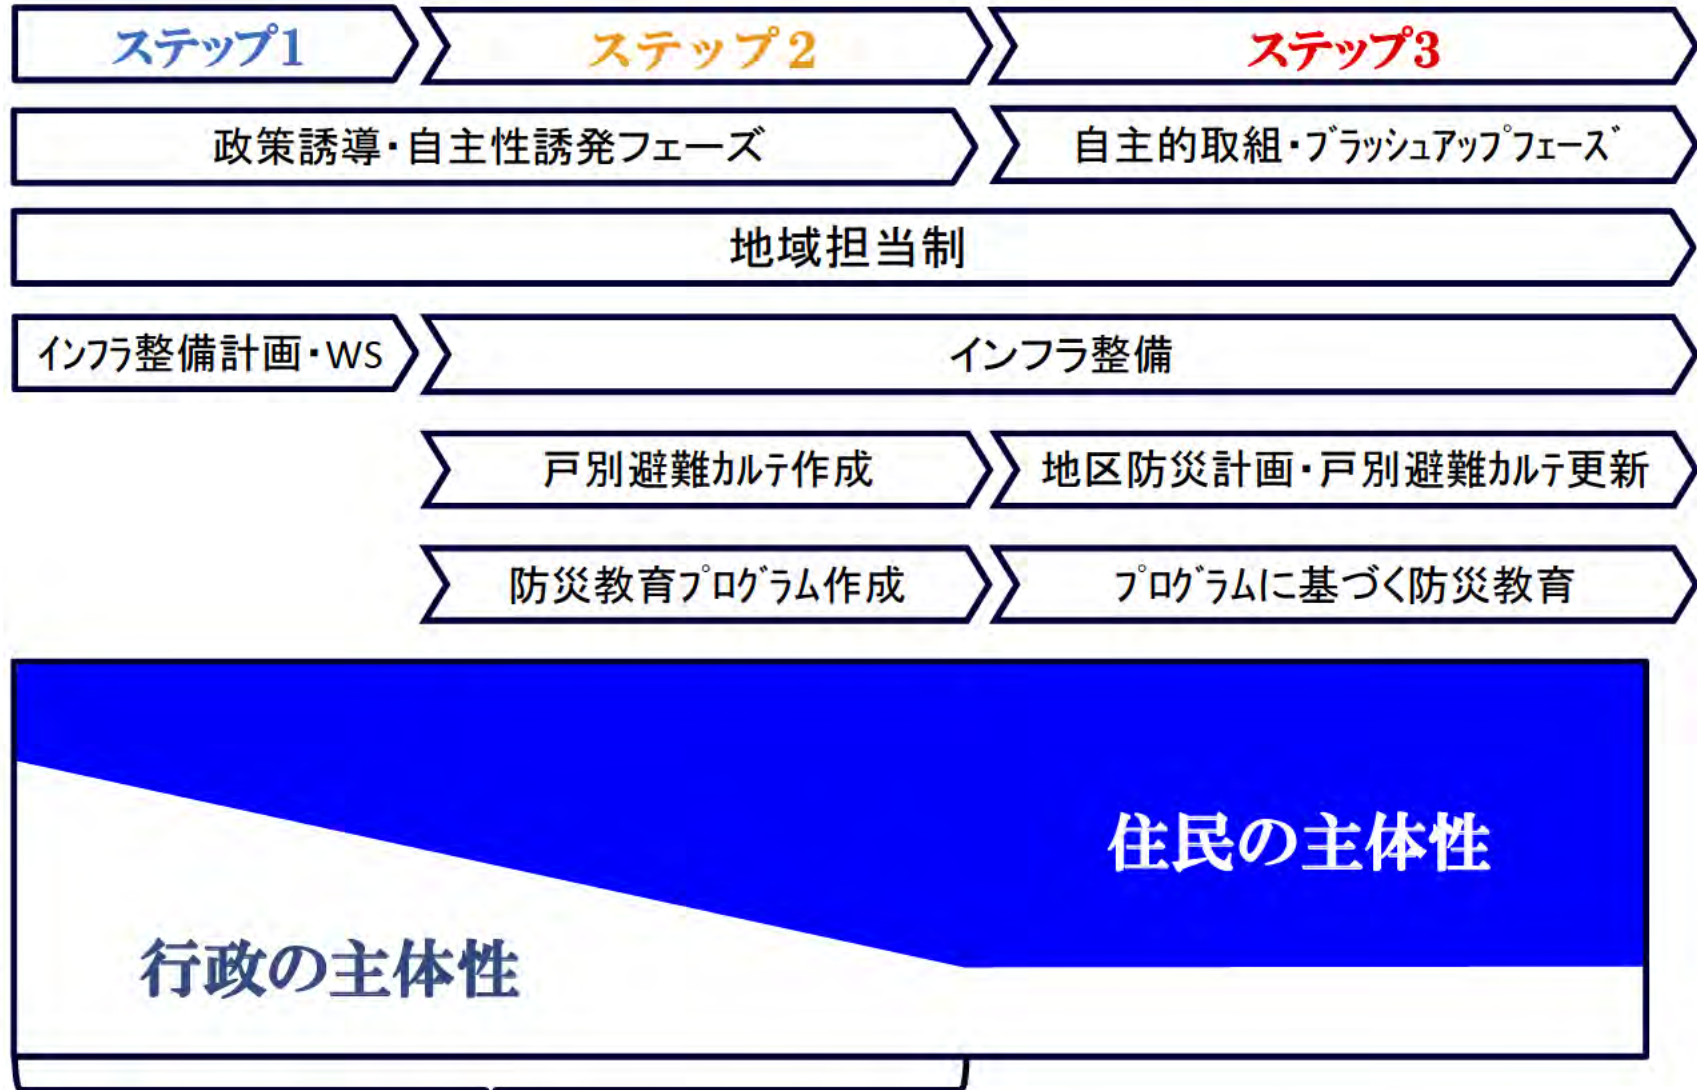 ステップ1
ステップ2
ステップ3
政策誘導・自主性誘発フェーズ
自主的取組・ブラッシュアップフェーズ
地域担当制
インフラ整備計画・WS
インフラ整備
戸別避難カルテ作成
地区防災計画・戸別避難カルテ更新
防災教育プログラム作成
プログラムに基づく防災教育
住民の主体性
行政の主体性